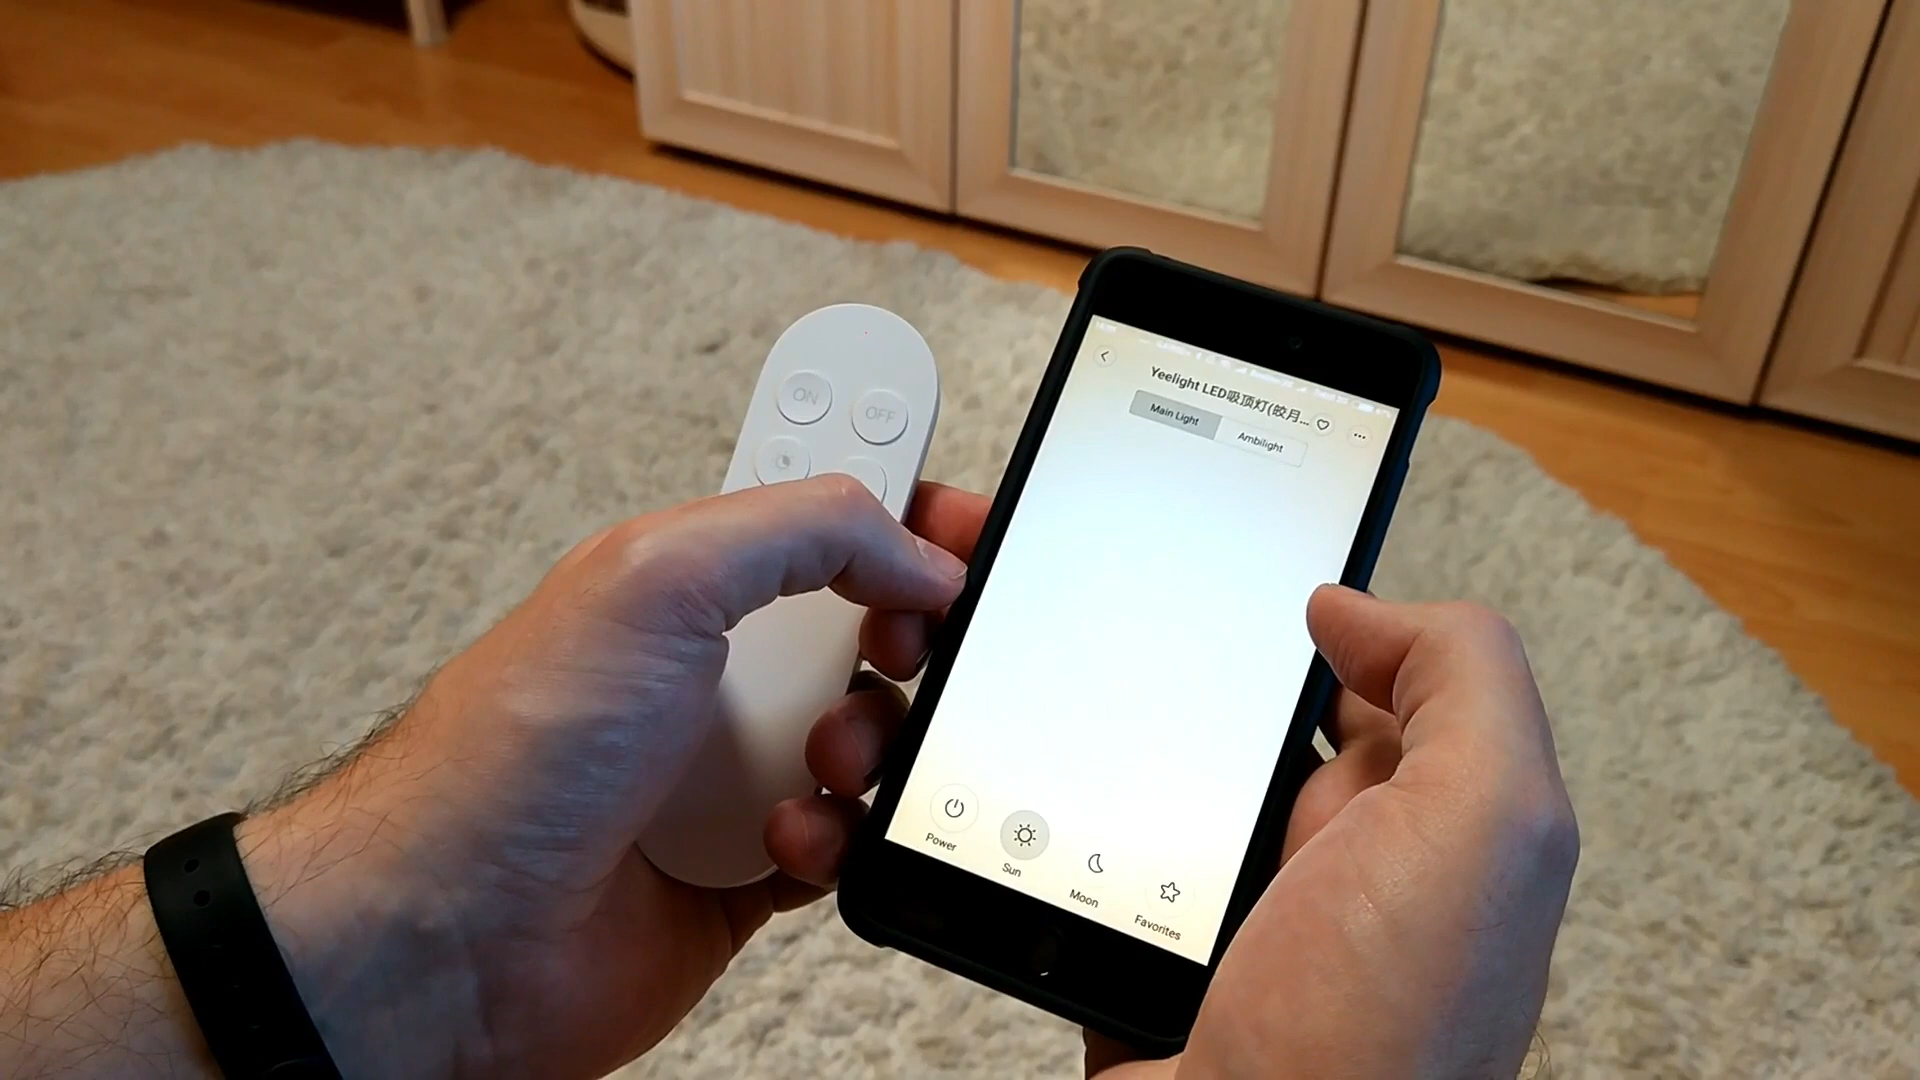 ON
OFF
Yeelight LED吸顶灯(皎月...
Main Light
Ambilight
Power
Sun
Moon
Favorites